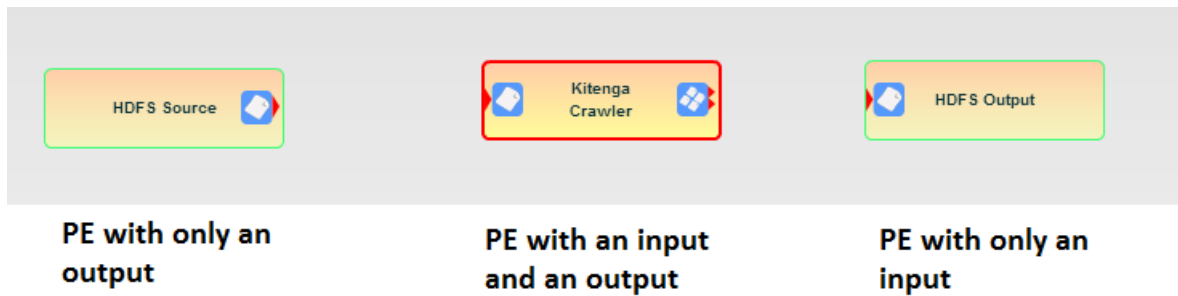 HDFS Source
Kitenga
Crawler
HDFS Output
PE with only an
output
PE with an input
and an output
PE with only an
input